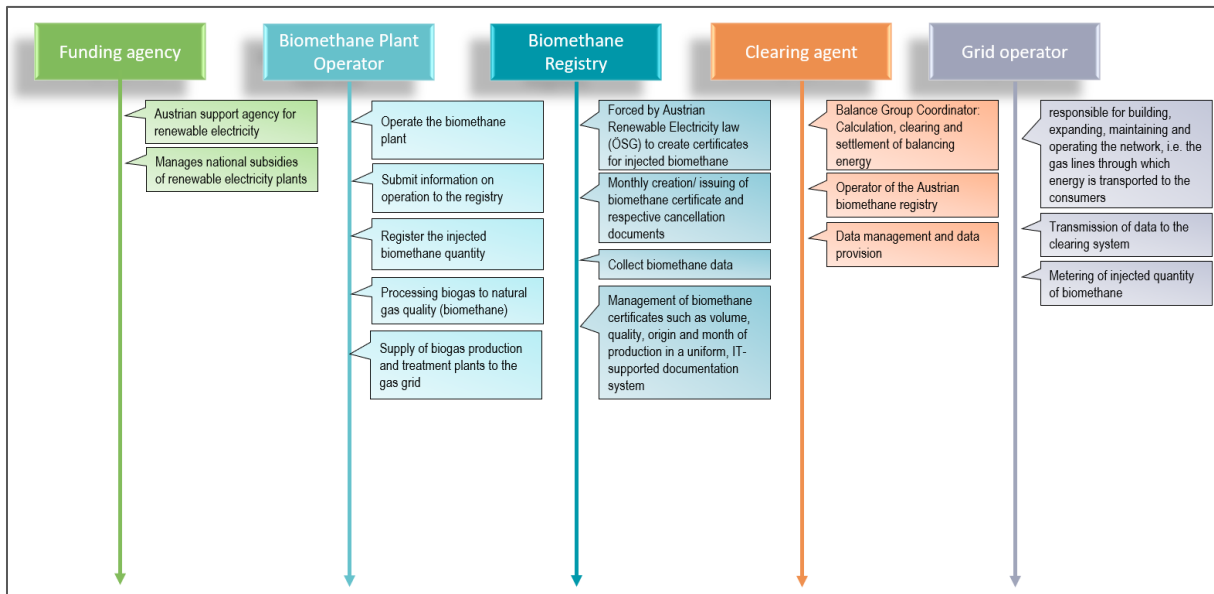 Funding agency
Austrian support agency for
renewable electricity
Manages national subsidies
of renewable electricity plants
Biomethane Plant
Operator
Operate the biomethane
plant
Submit information on
operation to the registry
Register the injected
biomethane quantity
Processing biogas to natural
gas quality (biomethane)
Supply of biogas production
and treatment plants to the
gas grid
Biomethane
Registry
Forced by Austrian
Renewable Electricity law
(ÖSG) to create certificates
for injected biomethane
Monthly creation/ issuing of
biomethane certificate and
respective cancellation
documents
Collect biomethane data
Management of biomethane
certificates such as volume,
quality, origin and month of
production in a uniform, IT-
supported documentation
system
Clearing agent
Balance Group Coordinator:
Calculation, clearing and
settlement of balancing
energy
Operator of the Austrian
biomethane registry
Data management and data
provision
Grid operator
responsible for building,
expanding, maintaining and
operating the network, i.e. the
gas lines through which
energy is transported to the
consumers
Transmission of data to the
clearing system
Metering of injected quantity
of biomethane